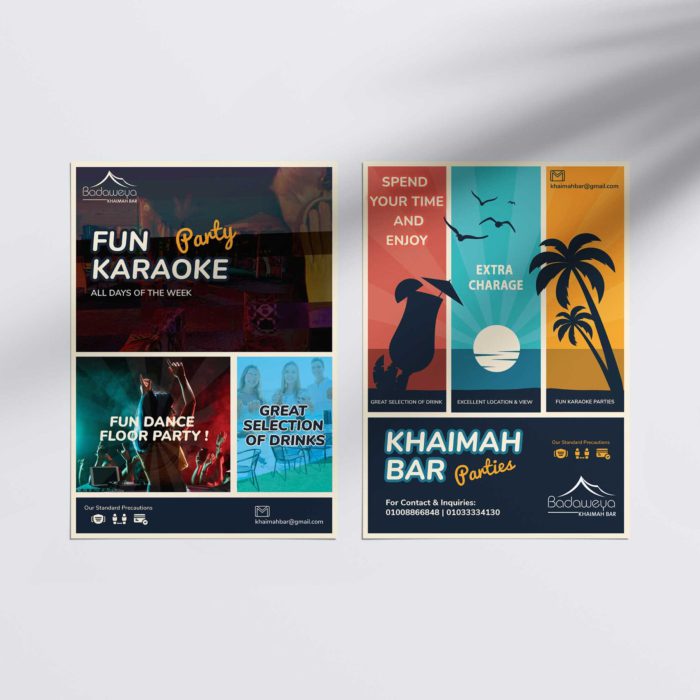 Badaweya
KHAIMAH BAR
FUN Party
KARAOKE
ALL DAYS OF THE WEEK
FUN DANCE
FLOOR PARTY !
GREAT
SELECTION
OF DRINKS
Our Standard Precautions
khaimahbar@gmail.com
SPEND
YOUR TIME
AND
ENJOY
khaimahbar@gmail.com
EXTRA
CHARAGE
GREAT SELECTION OF DRINK
EXCELLENT LOCATION & VIEW
FUN KARAOKE PARTIES
KHAIMAH
BAR Parties
For Contact & Inquiries:
01008866848 | 01033334130
Our Standard Precautions
Badaweya
KHAIMAH BAR